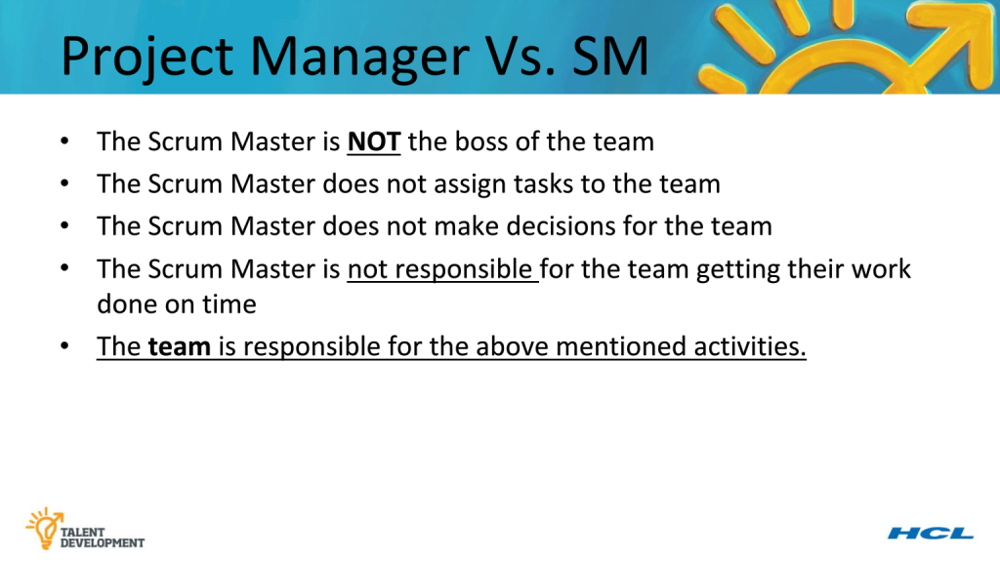 Project Manager Vs. SM
• The Scrum Master is NOT the boss of the team
• The Scrum Master does not assign tasks to the team
• The Scrum Master does not make decisions for the team
• The Scrum Master is not responsible for the team getting their work
done on time
• The team is responsible for the above mentioned activities.
TALENT
DEVELOPMENT
HCL